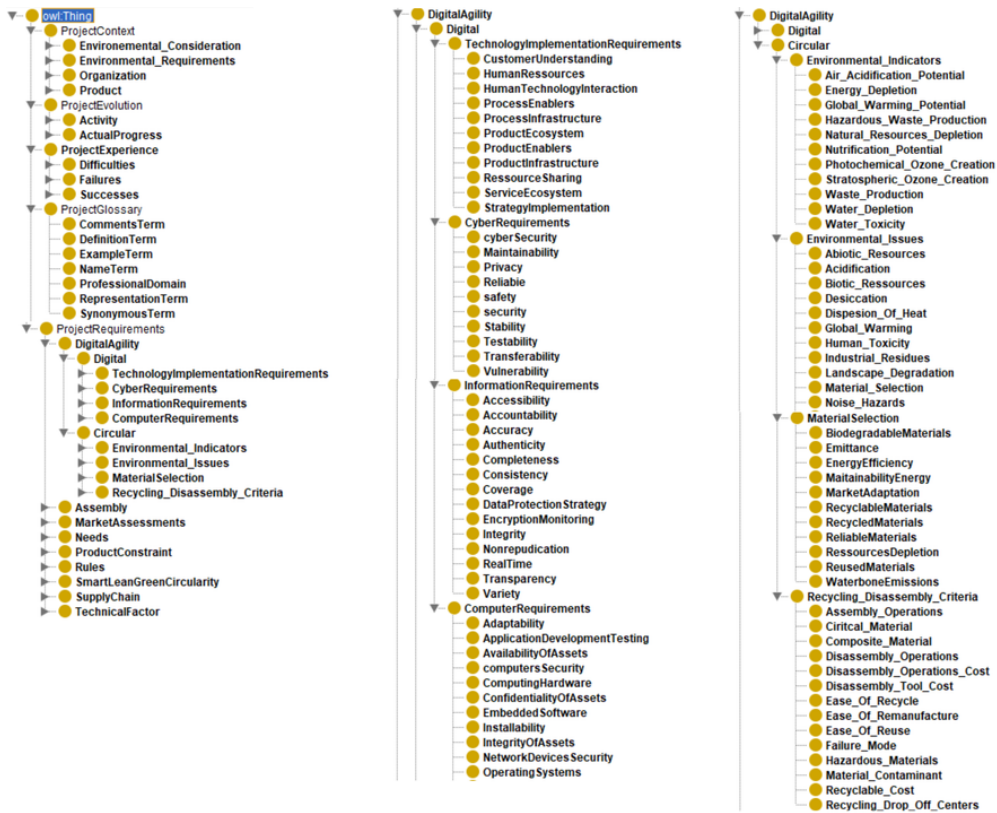 owl:Thing
ProjectContext
Environemental_Consideration
Environmental_Requirements
Organization
Product
ProjectEvolution
Activity
ActualProgress
ProjectExperience
Difficulties
Failures
Successes
ProjectGlossary
CommentsTerm
DefinitionTerm
ExampleTerm
NameTerm
ProfessionalDomain
RepresentationTerm
SynonymousTerm
ProjectRequirements
DigitalAgility
Digital
TechnologyImplementationRequirements
CyberRequirements
InformationRequirements
ComputerRequirements
Circular
Environmental_Indicators
Environmental_Issues
MaterialSelection
Recycling_Disassembly_Criteria
Assembly
MarketAssessments
Needs
ProductConstraint
Rules
SmartLeanGreenCircularity
SupplyChain
TechnicalFactor
DigitalAgility
Digital
TechnologyImplementationRequirements
CustomerUnderstanding
HumanRessources
HumanTechnologyInteraction
ProcessEnablers
ProcessInfrastructure
ProductEcosystem
ProductEnablers
ProductInfrastructure
RessourceSharing
ServiceEcosystem
StrategyImplementation
CyberRequirements
cyberSecurity
Maintainability
Privacy
Reliabie
safety
security
Stability
Testability
Transferability
Vulnerability
InformationRequirements
Accessibility
Accountability
Accuracy
Authenticity
Completeness
Consistency
Coverage
DataProtectionStrategy
EncryptionMonitoring
Integrity
Nonrepudication
RealTime
Transparency
Variety
ComputerRequirements
Adaptability
ApplicationDevelopmentTesting
AvailabilityOfAssets
computersSecurity
ComputingHardware
ConfidentialityOfAssets
EmbeddedSoftware
Installability
IntegrityOfAssets
NetworkDevicesSecurity
OperatingSystems
DigitalAgility
Digital
Circular
Environmental_Indicators
Air_Acidification_Potential
Energy_Depletion
Global_Warming_Potential
Hazardous_Waste_Production
Natural_Resources_Depletion
Nutrification_Potential
Photochemical_Ozone_Creation
Stratospheric_Ozone_Creation
Waste_Production
Water_Depletion
Water_Toxicity
Environmental_Issues
Abiotic_Resources
Acidification
Biotic_Ressources
Desiccation
Dispesion_Of_Heat
Global_Warming
Human_Toxicity
Industrial_Residues
Landscape_Degradation
Material_Selection
Noise_Hazards
MaterialSelection
BiodegradableMaterials
Emittance
EnergyEfficiency
MaitainabilityEnergy
MarketAdaptation
RecyclableMaterials
RecycledMaterials
ReliableMaterials
RessourcesDepletion
ReusedMaterials
WaterboneEmissions
Recycling_Disassembly_Criteria
Assembly_Operations
Ciritcal_Material
Composite_Material
Disassembly_Operations
Disassembly_Operations_Cost
Disassembly_Tool_Cost
Ease_Of_Recycle
Ease_Of_Remanufacture
Ease_Of_Reuse
Failure_Mode
Hazardous_Materials
Material_Contaminant
Recyclable_Cost
Recycling_Drop_Off_Centers